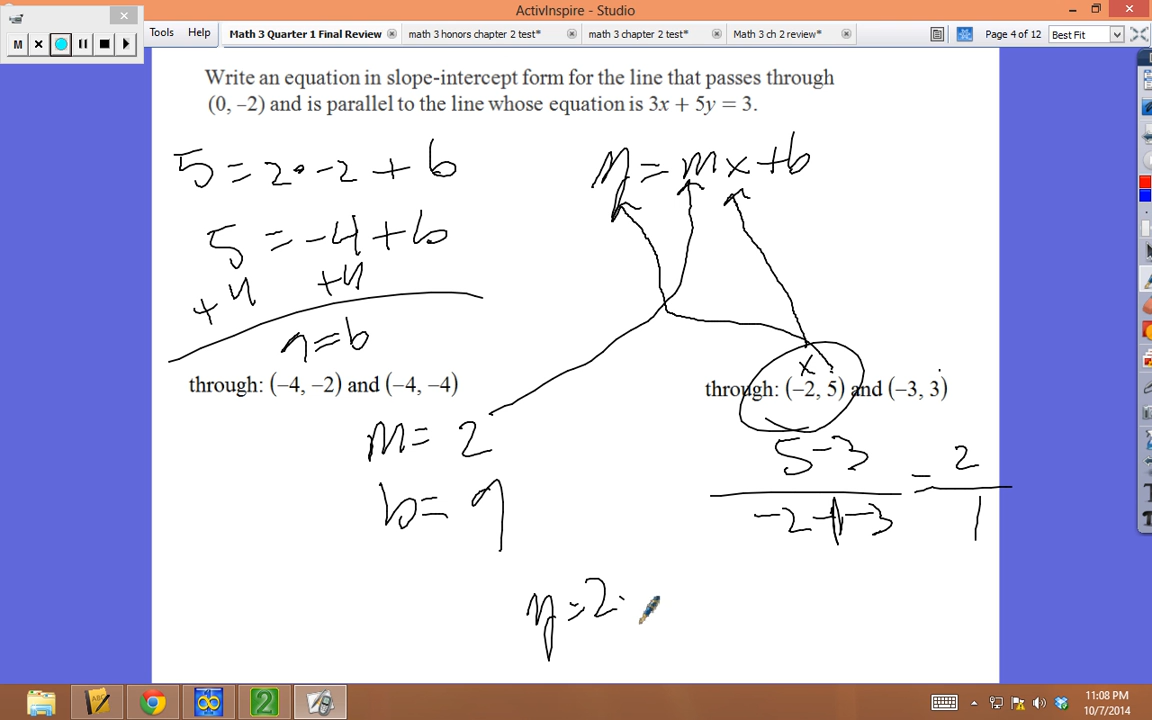 ActivInspire - Studio
Tools Help Math 3 Quarter 1 Final Review math 3 honors chapter 2 test* math 3 chapter 2 test* Math 3 ch 2 review* Page 4 of 12 Best Fit
M
Write an equation in slope-intercept form for the line that passes through
(0, –2) and is parallel to the line whose equation is 3x + 5y = 3.
5 = 2 • -2 + b
y = mx + b
5 = -4 + b
+4 +4
9 = b
x
through: (−4, −2) and (−4, −4)
through: (−2, 5) and (−3, 3)
m = 2
b = 9
5-3
-2+-3
= 2
1
y = 2
11:08 PM
10/7/2014